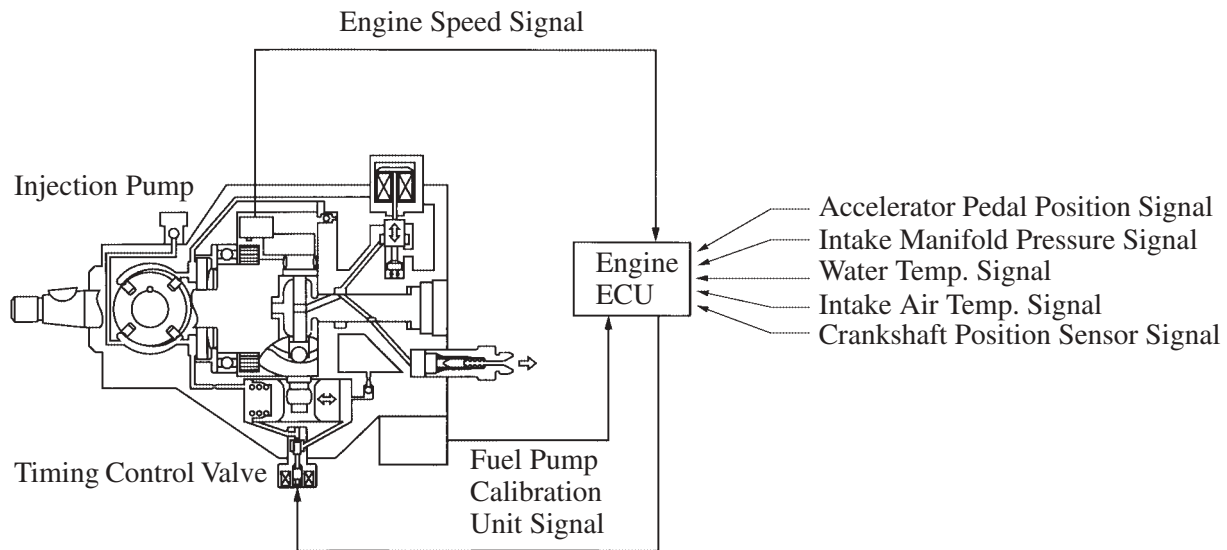 Engine Speed Signal
Injection Pump
Accelerator Pedal Position Signal
Intake Manifold Pressure Signal
Engine
ECU
Water Temp. Signal
Intake Air Temp. Signal
Crankshaft Position Sensor Signal
Timing Control Valve
Fuel Pump
Calibration
Unit Signal